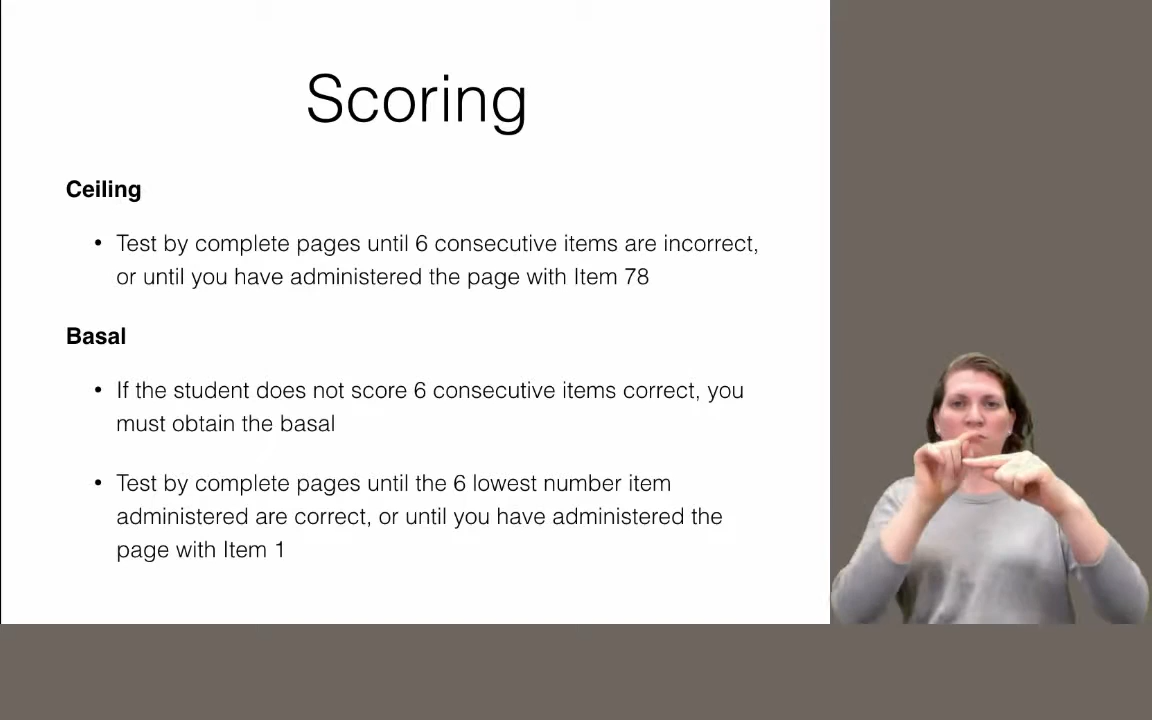 Scoring
Ceiling
• Test by complete pages until 6 consecutive items are incorrect,
or until you have administered the page with Item 78
Basal
• If the student does not score 6 consecutive items correct, you
must obtain the basal
• Test by complete pages until the 6 lowest number item
administered are correct, or until you have administered the
page with Item 1